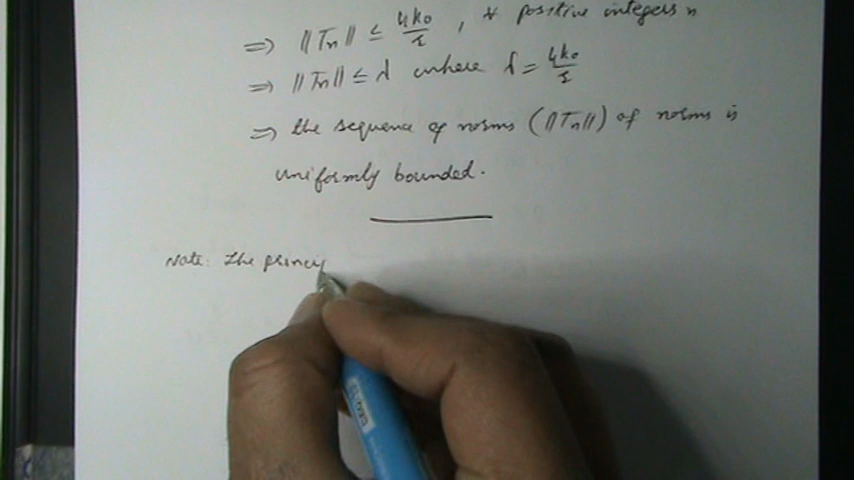 ⇒ ||Tn|| ≤ 4k₀/r , ∀ positive integers n
⇒ ||Tn|| ≤ λ where λ = 4k₀/r
⇒ the sequence of norms (||Tn||) of norms is
uniformly bounded.
Note: The princip